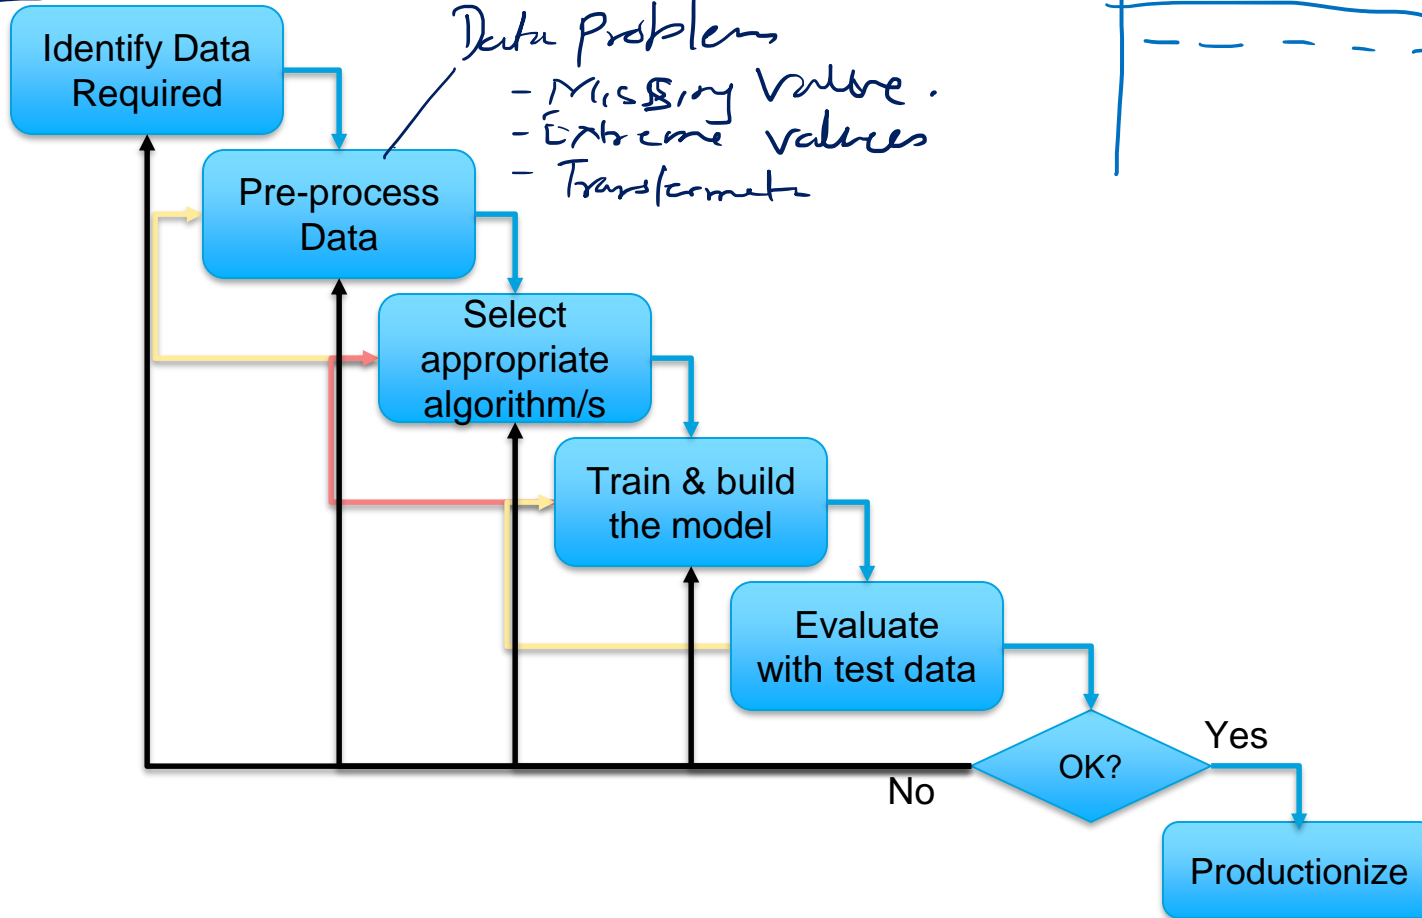 Identify Data
Required
Data Problems
- Missing value.
- Extreme values
-
Pre-process
Data
Select
appropriate
algorithm/s
Train & build
the model
Evaluate
with test data
OK?
Yes
No
Productionize